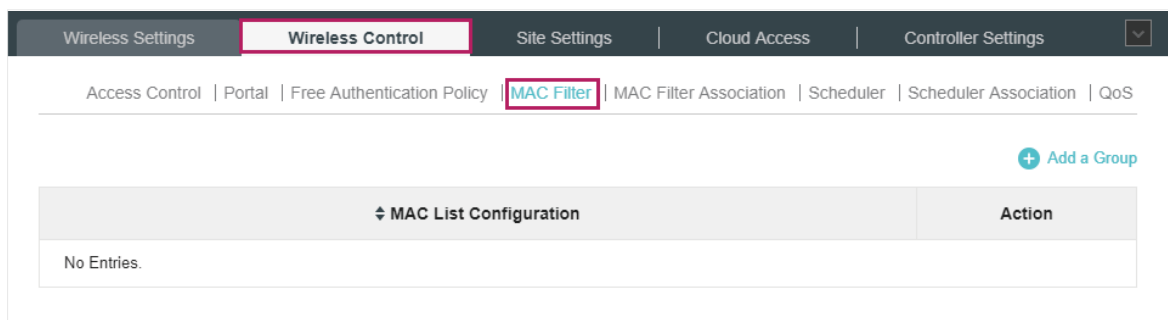 Wireless Settings Wireless Control Site Settings | Cloud Access | Controller Settings
Access Control | Portal | Free Authentication Policy | MAC Filter | MAC Filter Association | Scheduler | Scheduler Association | QoS
Add a Group
MAC List Configuration Action
No Entries.